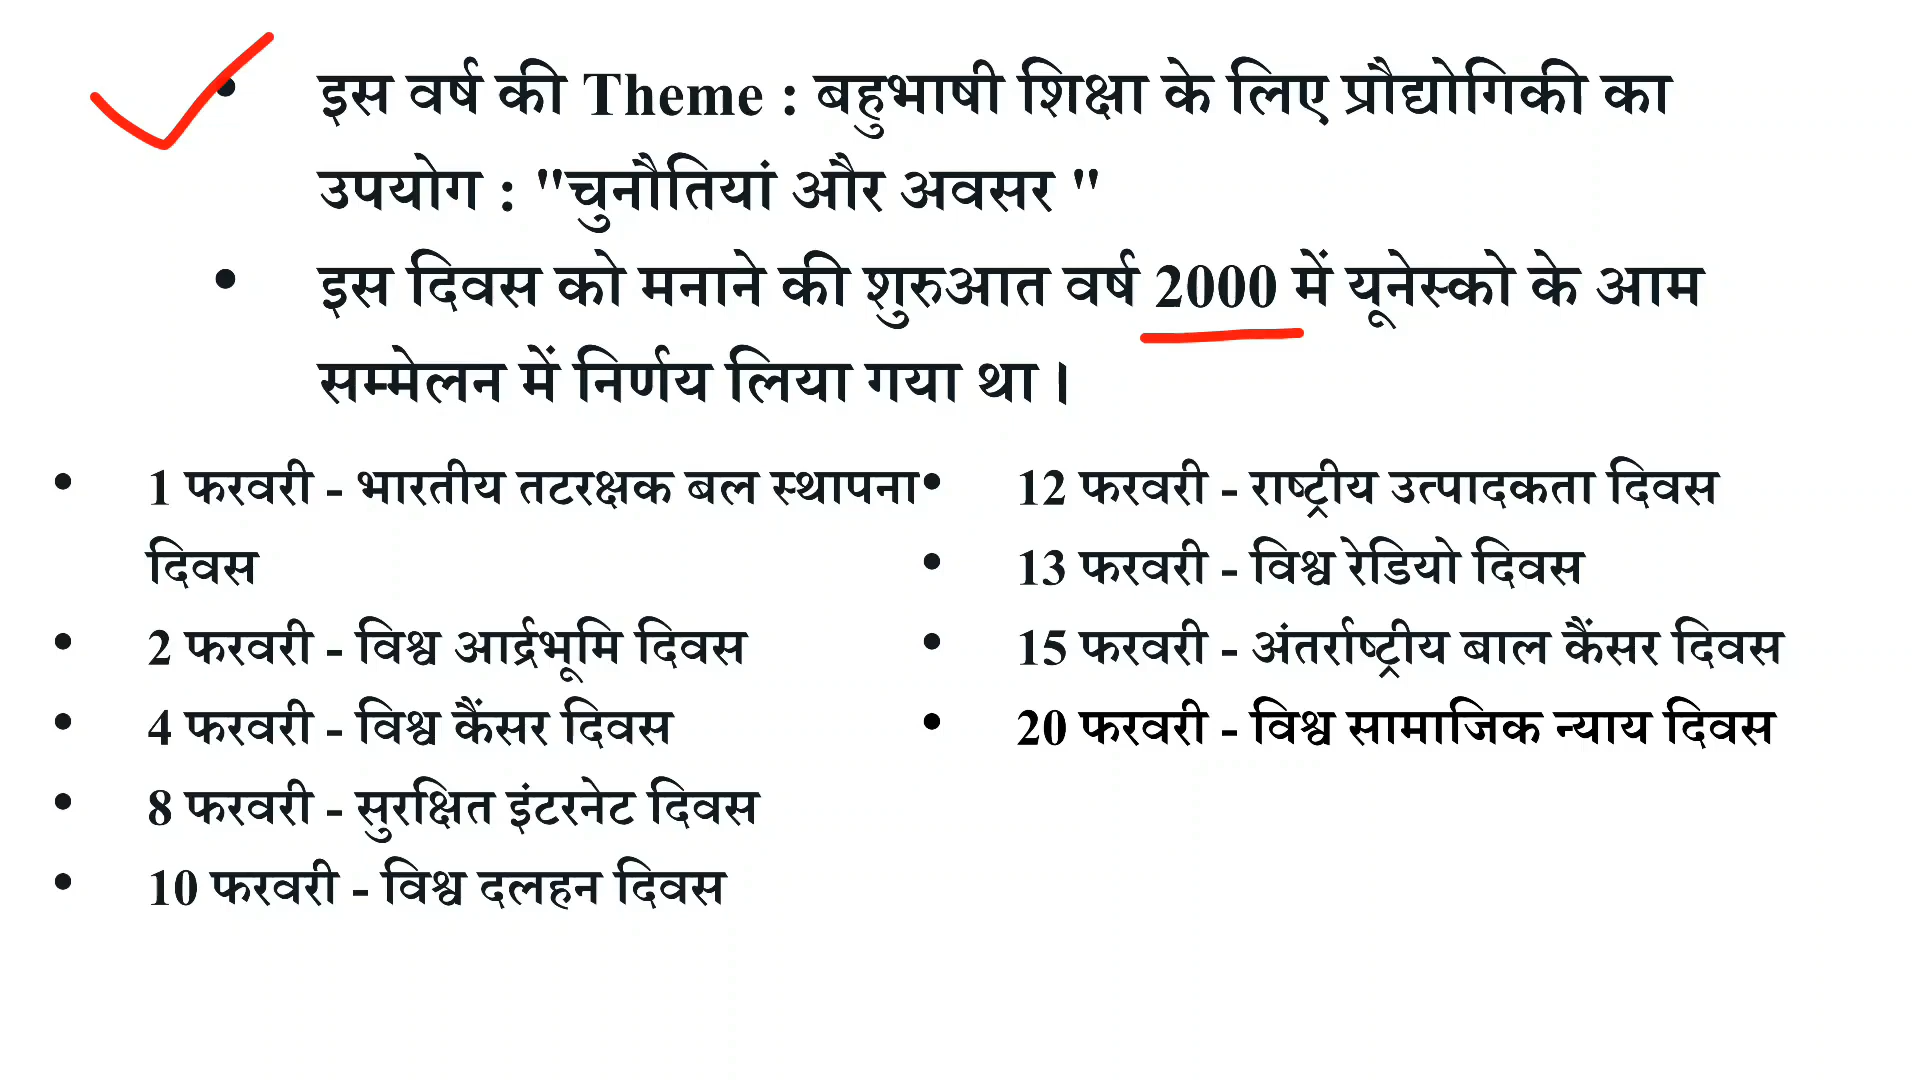 इस वर्ष की Theme : बहुभाषी शिक्षा के लिए प्रौद्योगिकी का
उपयोग : "चुनौतियां और अवसर "
इस दिवस को मनाने की शुरुआत वर्ष 2000 में यूनेस्को के आम
सम्मेलन में निर्णय लिया गया था।
1 फरवरी - भारतीय तटरक्षक बल स्थापना
दिवस
2 फरवरी - विश्व आर्द्रभूमि दिवस
4 फरवरी - विश्व कैंसर दिवस
8 फरवरी - सुरक्षित इंटरनेट दिवस
10 फरवरी - विश्व दलहन दिवस
12 फरवरी - राष्ट्रीय उत्पादकता दिवस
13 फरवरी - विश्व रेडियो दिवस
15 फरवरी - अंतर्राष्ट्रीय बाल कैंसर दिवस
20 फरवरी - विश्व सामाजिक न्याय दिवस